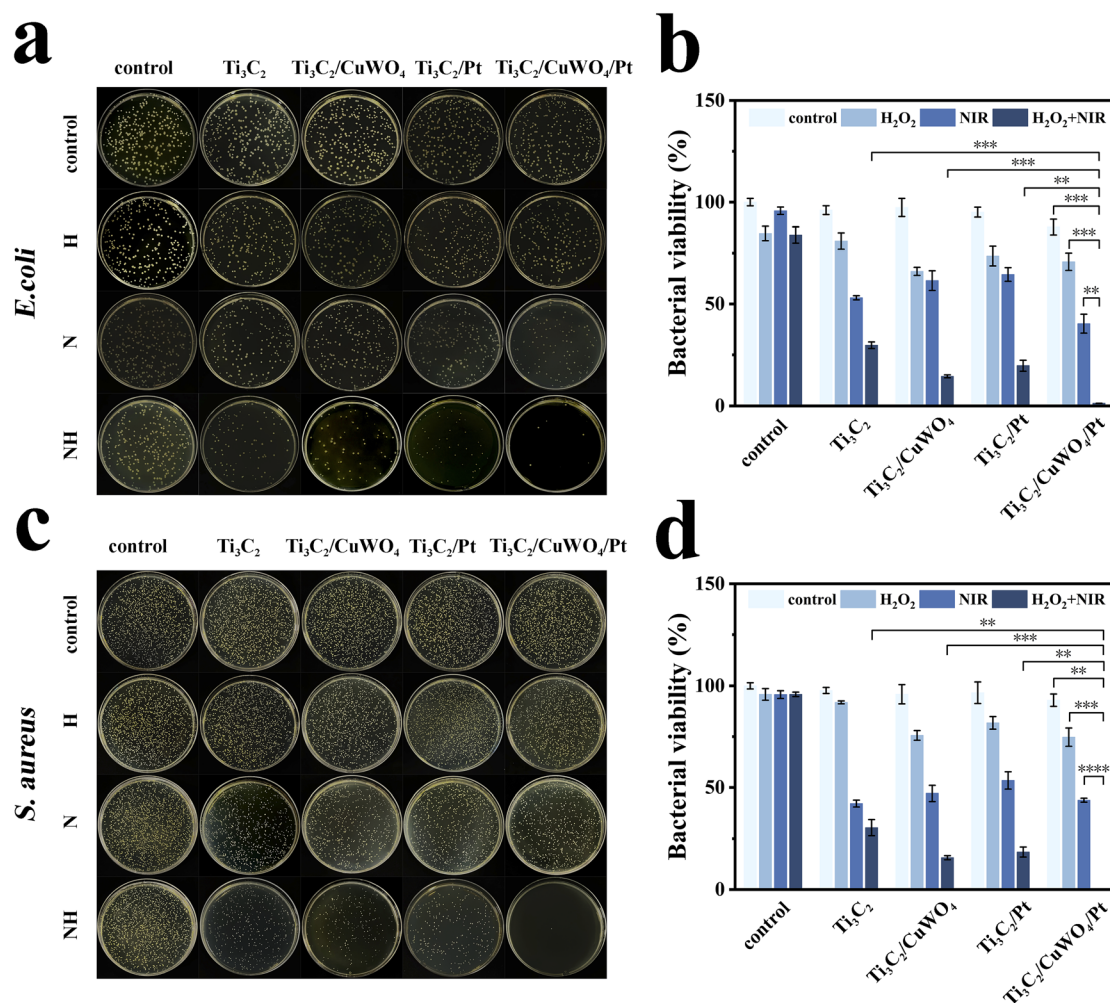 a
control Ti₃C₂ Ti₃C₂/CuWO₄ Ti₃C₂/Pt Ti₃C₂/CuWO₄/Pt
E.coli
control
H
N
NH
b
Bacterial viability (%)
150
100
50
0
control H₂O₂ NIR H₂O₂+NIR
***
***
**
***
***
**
control
Ti₃C₂
Ti₃C₂/CuWO₄
Ti₃C₂/Pt
Ti₃C₂/CuWO₄/Pt
c
control Ti₃C₂ Ti₃C₂/CuWO₄ Ti₃C₂/Pt Ti₃C₂/CuWO₄/Pt
S. aureus
control
H
N
NH
d
Bacterial viability (%)
150
100
50
0
control H₂O₂ NIR H₂O₂+NIR
**
***
**
**
***
****
control
Ti₃C₂
Ti₃C₂/CuWO₄
Ti₃C₂/Pt
Ti₃C₂/CuWO₄/Pt